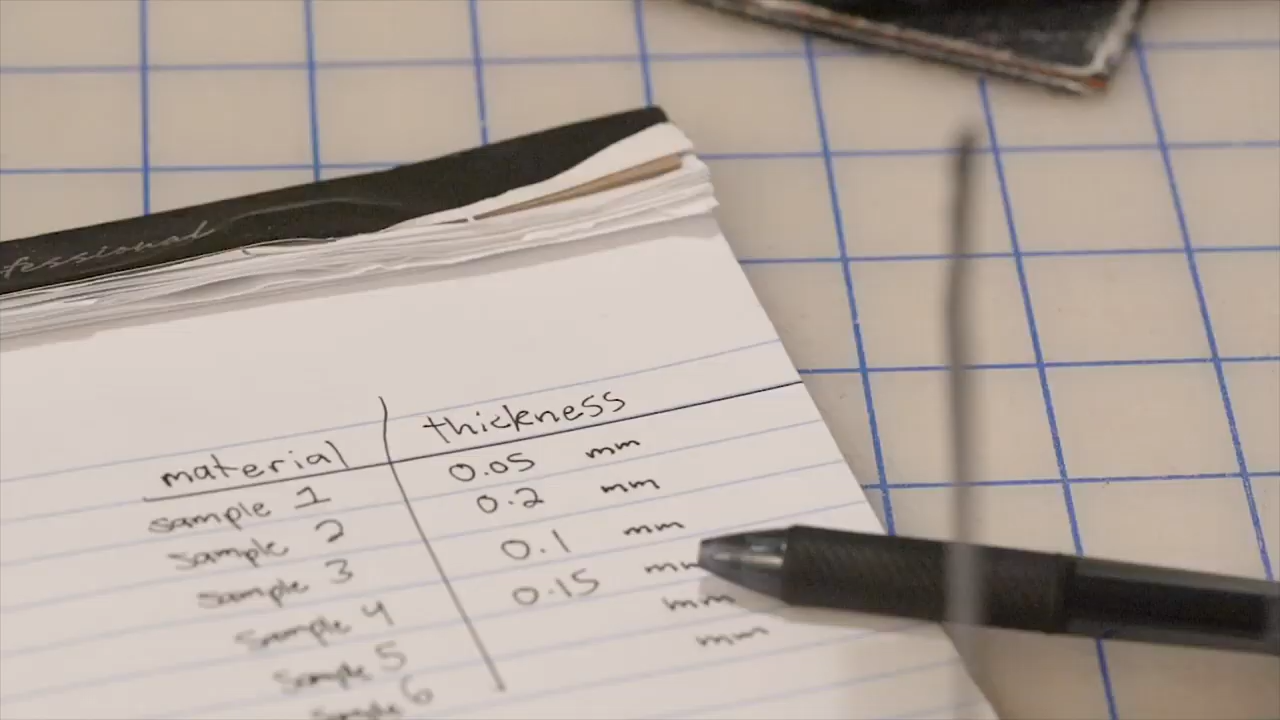 fessional
material thickness
sample 1 0.05 mm
sample 2 0.2 mm
sample 3 0.1 mm
sample 4 0.15 mm
sample 5 mm
sample 6 mm